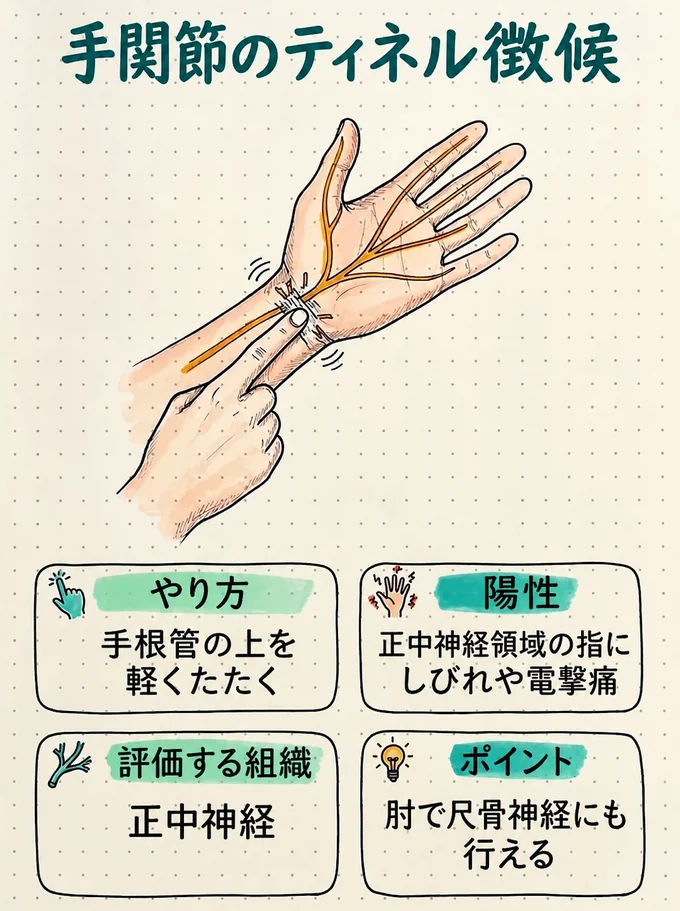 手関節のティネル徴候
やり方
手根管の上を
軽くたたく
陽性
正中神経領域の指に
しびれや電撃痛
評価する組織
正中神経
ポイント
肘で尺骨神経にも
行える